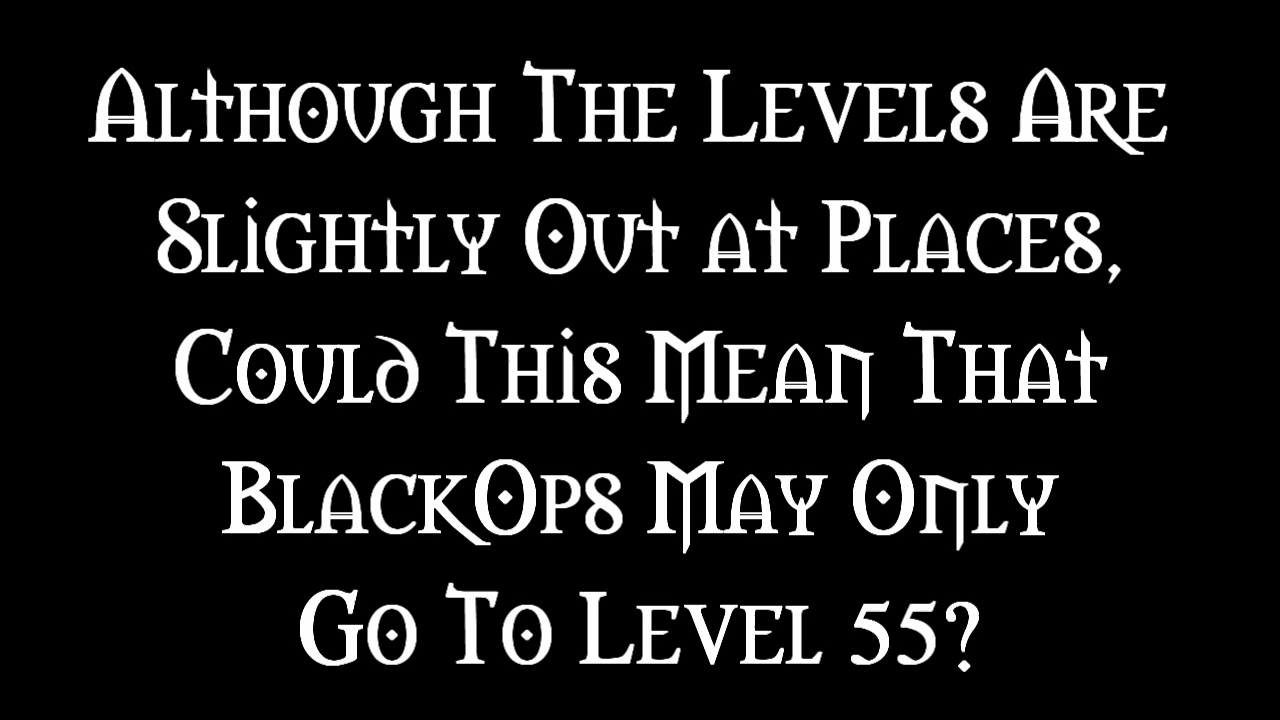 Although The Levels Are
Slightly Out at Places,
Could This Mean That
BlackOps May Only
Go To Level 55?